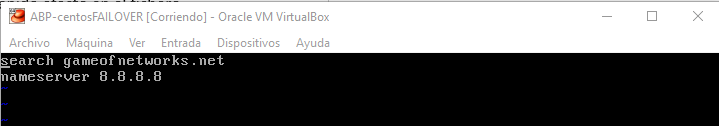 ABP-centosFAILOVER [Corriendo] - Oracle VM VirtualBox
Archivo Máquina Ver Entrada Dispositivos Ayuda
search gameofnetworks.net
nameserver 8.8.8.8
~
~
~